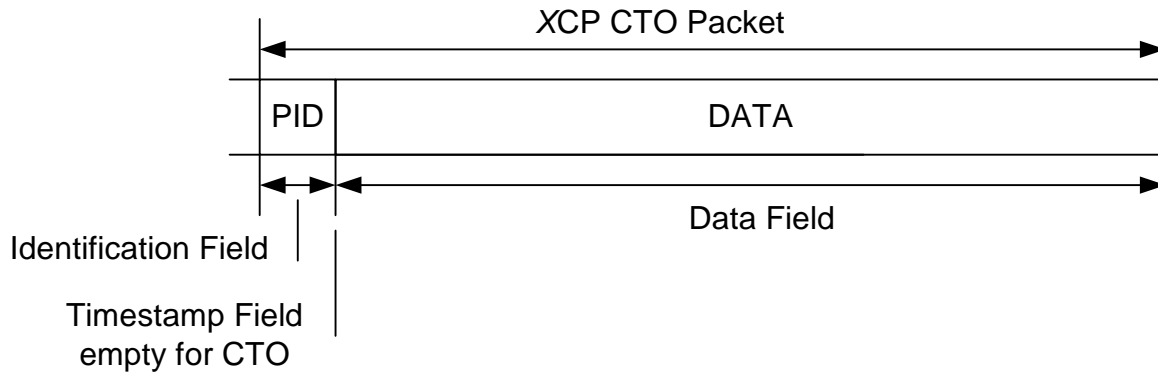 XCP CTO Packet
PID
DATA
Data Field
Identification Field
Timestamp Field
empty for CTO